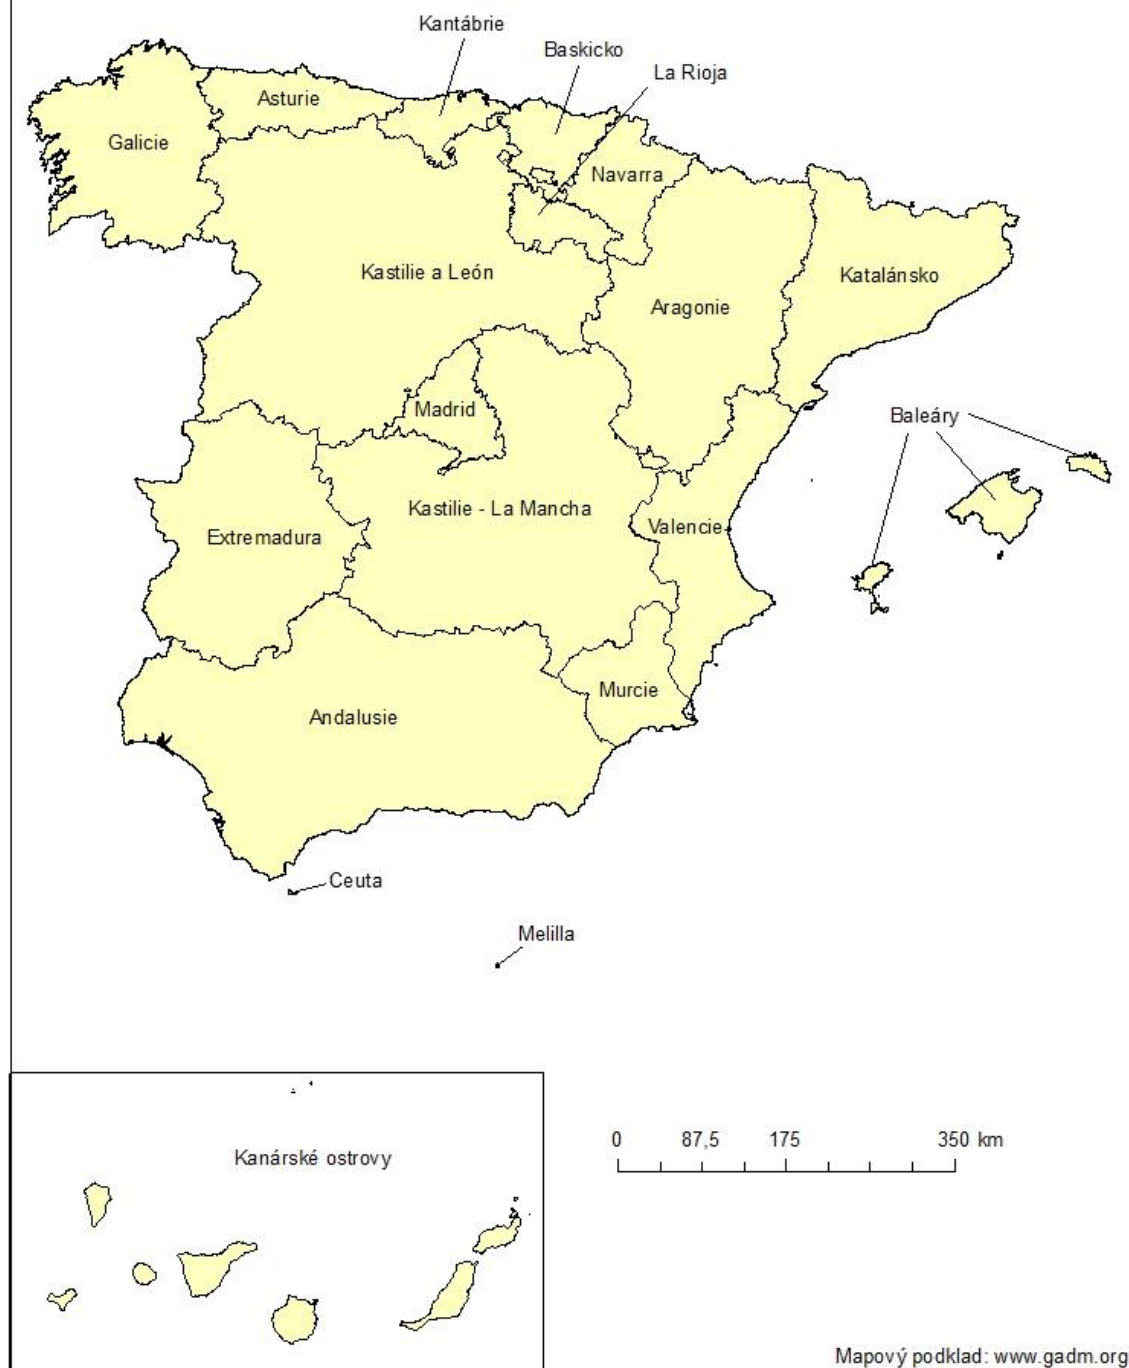 Kantábrie
Baskicko
La Rioja
Asturie
Galicie
Navarra
Kastilie a León
Katalánsko
Aragonie
Madrid
Baleáry
Kastilie - La Mancha
Valencie
Extremadura
Murcie
Andalusie
Ceuta
Melilla
0 87,5 175 350 km
Kanárské ostrovy
Mapový podklad: www.gadm.org